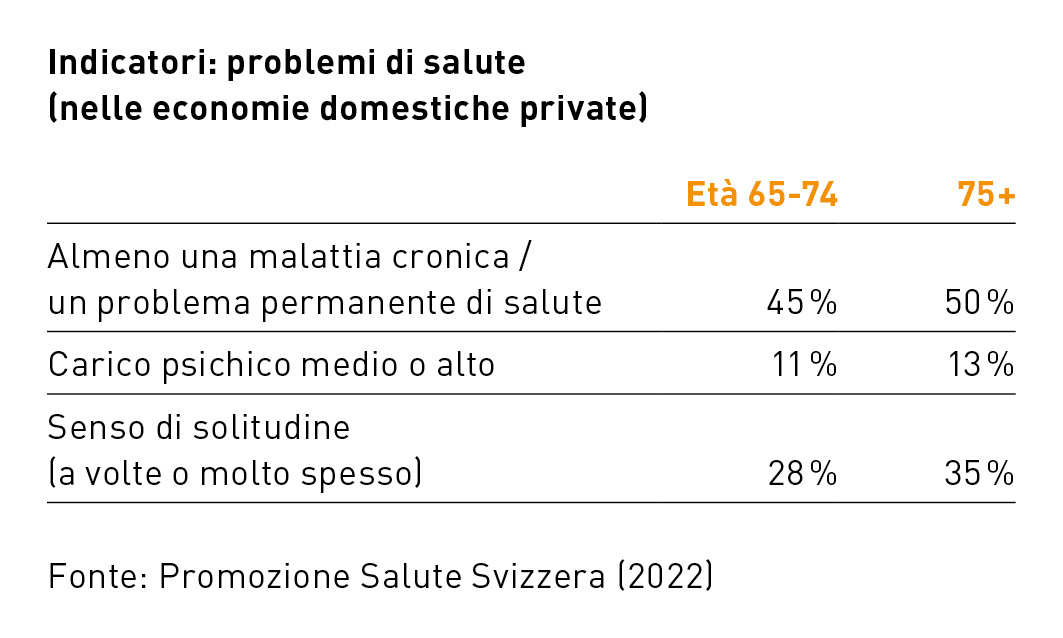 Indicatori: problemi di salute
(nelle economie domestiche private)
Età 65-74 75+
Almeno una malattia cronica /
un problema permanente di salute 45 % 50 %
Carico psichico medio o alto 11 % 13 %
Senso di solitudine
(a volte o molto spesso) 28 % 35 %
Fonte: Promozione Salute Svizzera (2022)